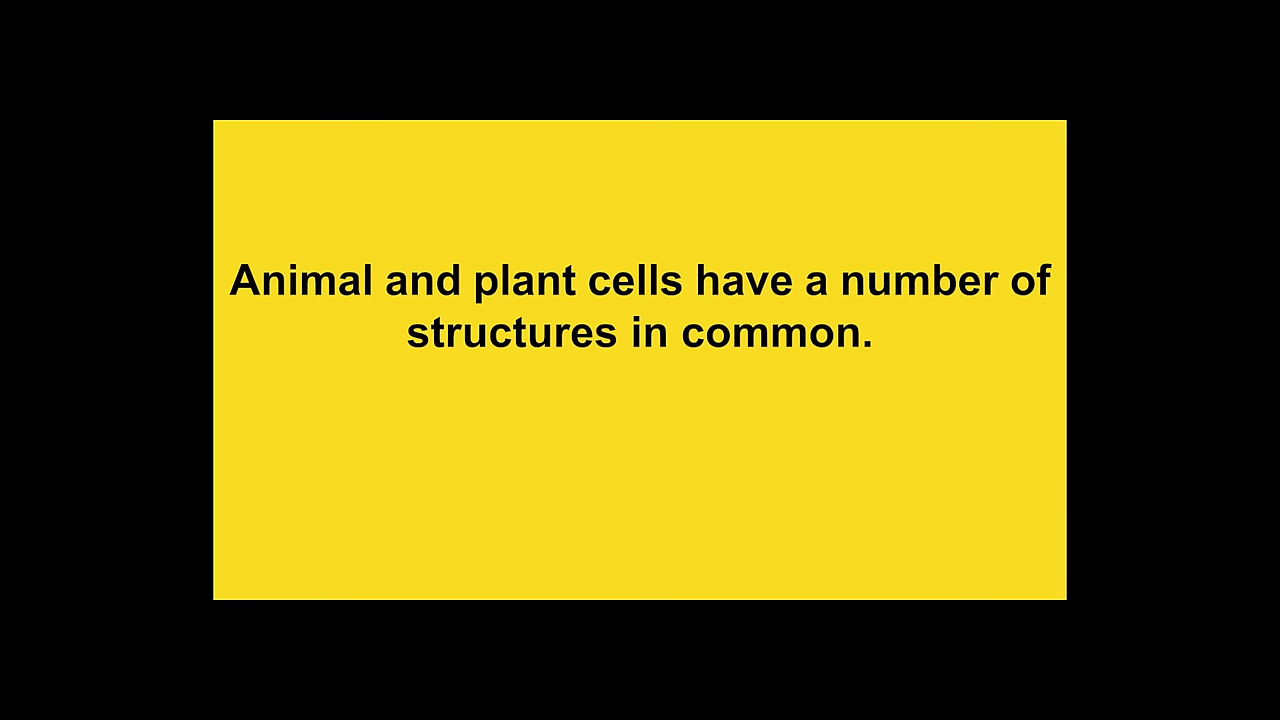 Animal and plant cells have a number of
structures in common.